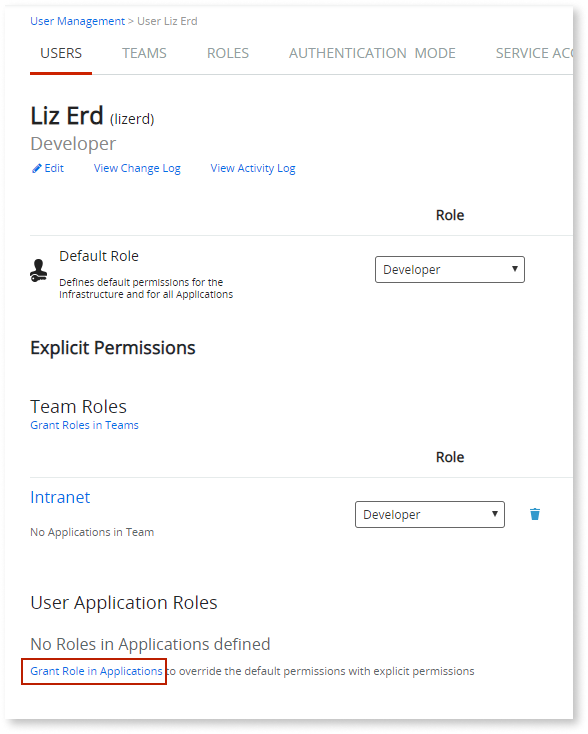 User Management > User Liz Erd
USERS TEAMS ROLES AUTHENTICATION MODE SERVICE ACC
Liz Erd (lizerd)
Developer
Edit View Change Log View Activity Log
Role
Default Role
Developer
Defines default permissions for the
infrastructure and for all Applications
Explicit Permissions
Team Roles
Grant Roles in Teams
Role
Intranet
Developer
No Applications in Team
User Application Roles
No Roles in Applications defined
Grant Role in Applications to override the default permissions with explicit permissions